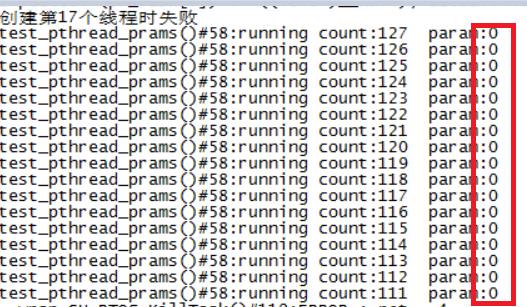 创建第17个线程时失败
test_pthread_prams()#58:running count:127 param:0
test_pthread_prams()#58:running count:126 param:0
test_pthread_prams()#58:running count:125 param:0
test_pthread_prams()#58:running count:124 param:0
test_pthread_prams()#58:running count:123 param:0
test_pthread_prams()#58:running count:122 param:0
test_pthread_prams()#58:running count:121 param:0
test_pthread_prams()#58:running count:120 param:0
test_pthread_prams()#58:running count:119 param:0
test_pthread_prams()#58:running count:118 param:0
test_pthread_prams()#58:running count:117 param:0
test_pthread_prams()#58:running count:116 param:0
test_pthread_prams()#58:running count:115 param:0
test_pthread_prams()#58:running count:114 param:0
test_pthread_prams()#58:running count:113 param:0
test_pthread_prams()#58:running count:112 param:0
test_pthread_prams()#58:running count:111 param:0